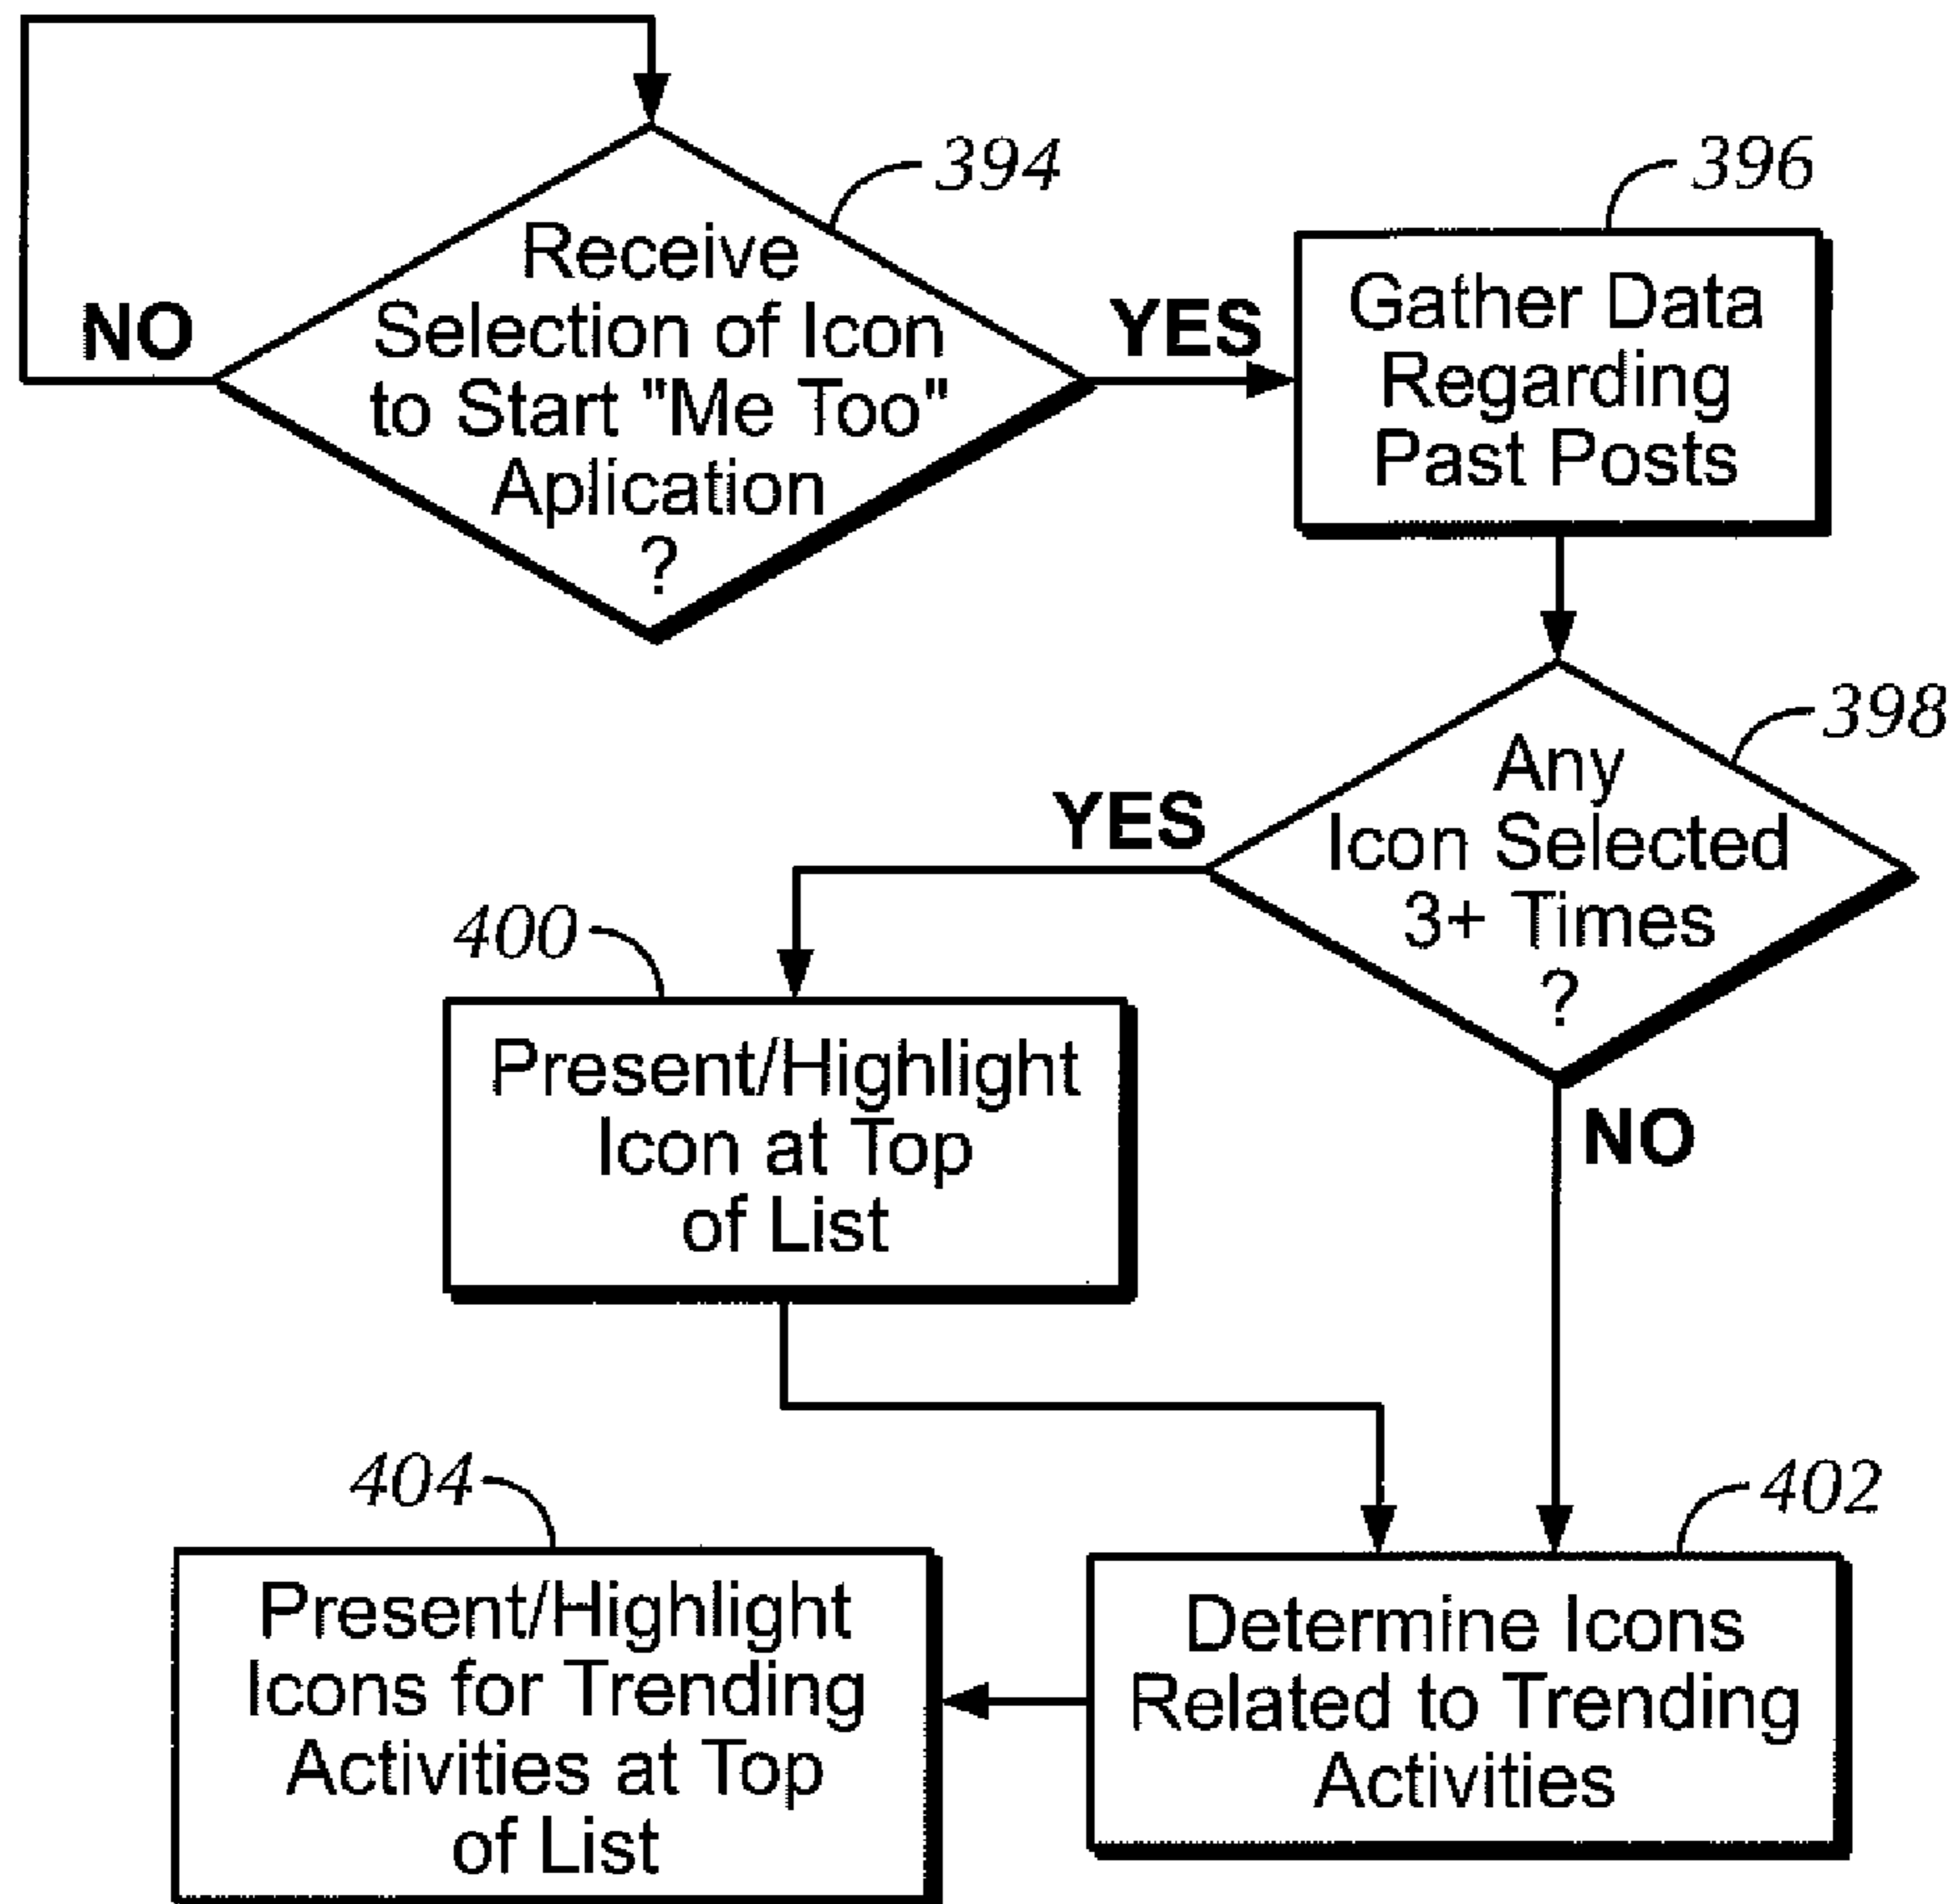 394
Receive
Selection of Icon
to Start "Me Too"
Aplication
?
NO
YES
396
Gather Data
Regarding
Past Posts
398
Any
Icon Selected
3+ Times
?
YES
NO
400
Present/Highlight
Icon at Top
of List
402
Determine Icons
Related to Trending
Activities
404
Present/Highlight
Icons for Trending
Activities at Top
of List